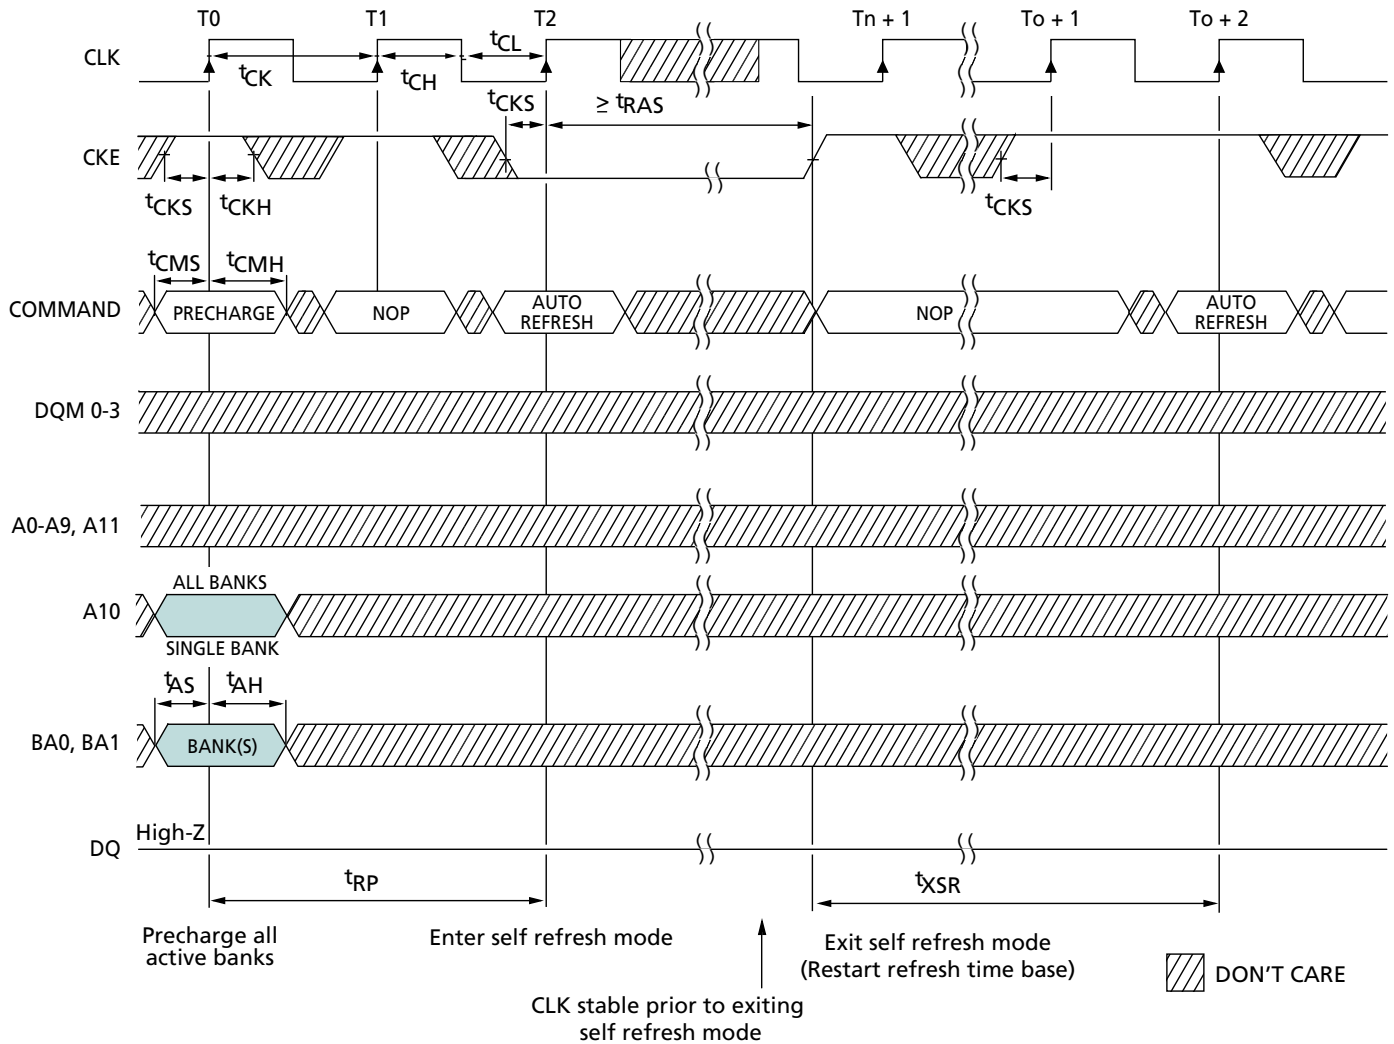 T0 T1 T2 Tn + 1 To + 1 To + 2
CLK
tCK tCH tCL
tCKS ≥ tRAS
CKE
tCKS tCKH tCKS
tCMS tCMH
COMMAND PRECHARGE NOP AUTO REFRESH NOP AUTO REFRESH
DQM 0-3
A0-A9, A11
ALL BANKS
A10
SINGLE BANK
tAS tAH
BA0, BA1 BANK(S)
High-Z
DQ
tRP tXSR
Precharge all
active banks
Enter self refresh mode
Exit self refresh mode
(Restart refresh time base)
DON'T CARE
CLK stable prior to exiting
self refresh mode